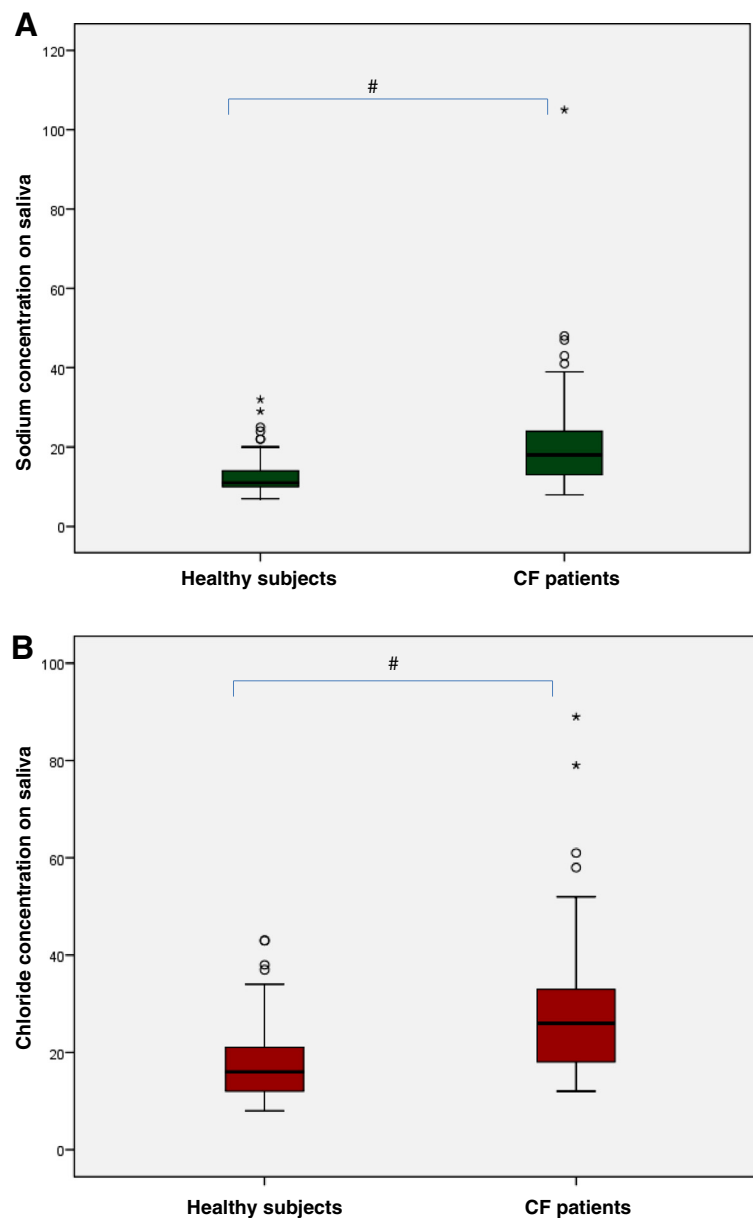 A
120
#
100
80
60
40
20
0
Sodium concentration on saliva
Healthy subjects CF patients
B
100
#
80
60
40
20
0
Chloride concentration on saliva
Healthy subjects CF patients